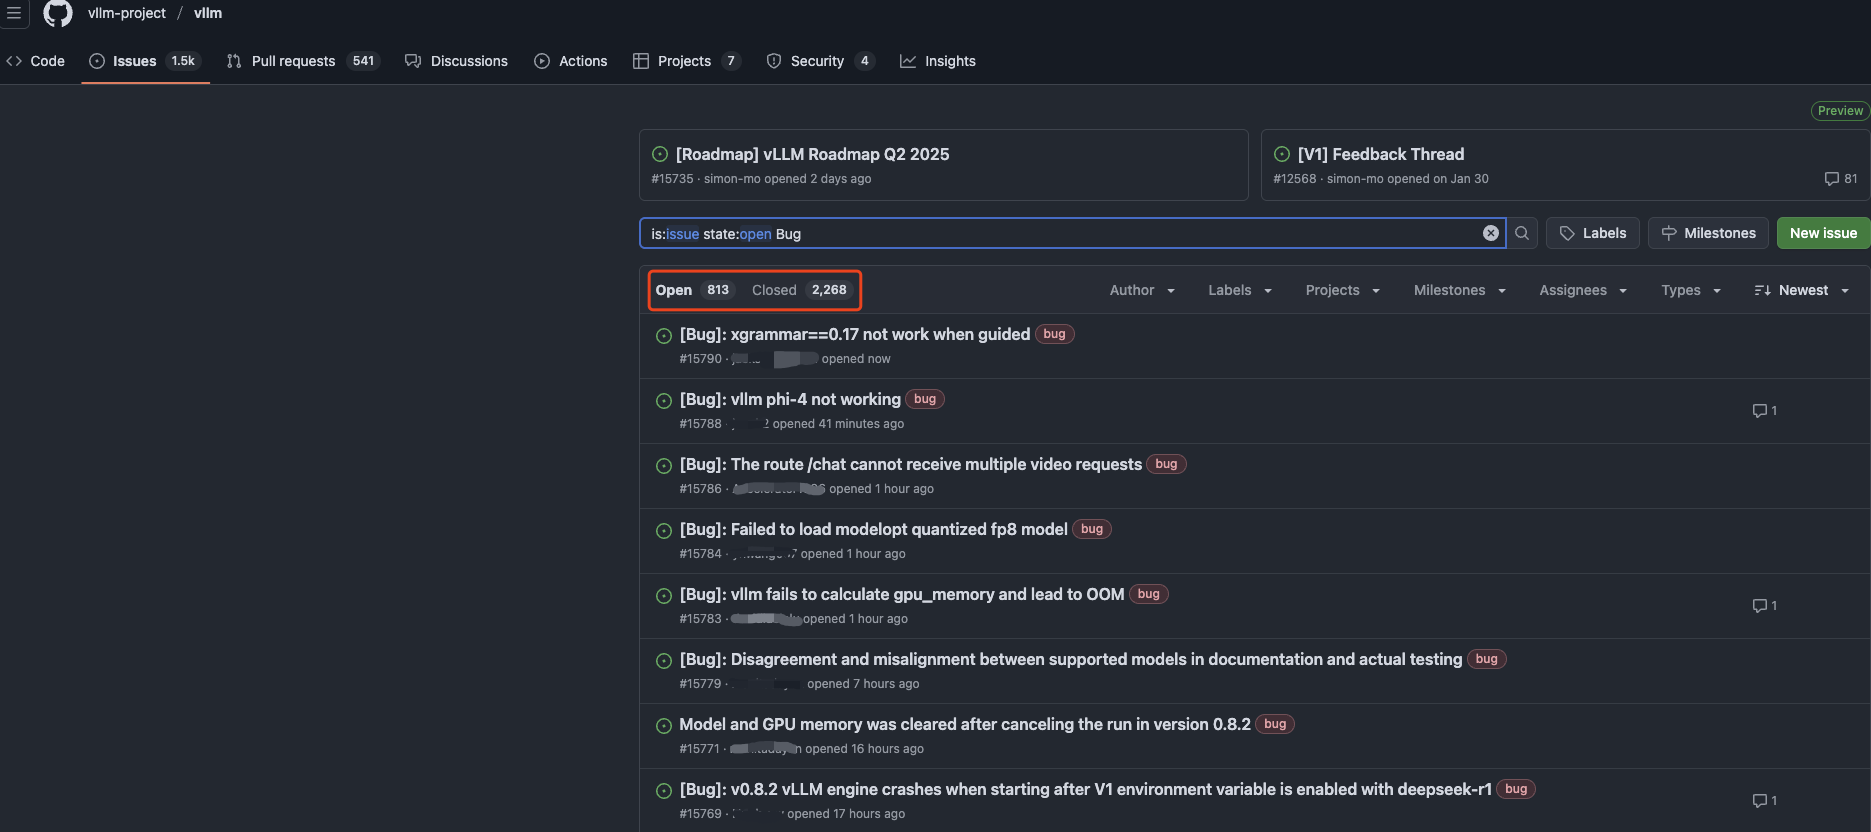 vllm-project / vllm
Code Issues 1.5k Pull requests 541 Discussions Actions Projects 7 Security 4 Insights
Preview
[Roadmap] vLLM Roadmap Q2 2025
#15735 · simon-mo opened 2 days ago
[V1] Feedback Thread
#12568 · simon-mo opened on Jan 30 81
is:issue state:open Bug Labels Milestones New issue
Open 813 Closed 2,268 Author Labels Projects Milestones Assignees Types Newest
[Bug]: xgrammar==0.17 not work when guided bug
#15790 · opened now
[Bug]: vllm phi-4 not working bug
#15788 · opened 41 minutes ago 1
[Bug]: The route /chat cannot receive multiple video requests bug
#15786 · opened 1 hour ago
[Bug]: Failed to load modelopt quantized fp8 model bug
#15784 · opened 1 hour ago
[Bug]: vllm fails to calculate gpu_memory and lead to OOM bug
#15783 · opened 1 hour ago 1
[Bug]: Disagreement and misalignment between supported models in documentation and actual testing bug
#15779 · opened 7 hours ago
Model and GPU memory was cleared after canceling the run in version 0.8.2 bug
#15771 · opened 16 hours ago
[Bug]: v0.8.2 vLLM engine crashes when starting after V1 environment variable is enabled with deepseek-r1 bug
#15769 · opened 17 hours ago 1